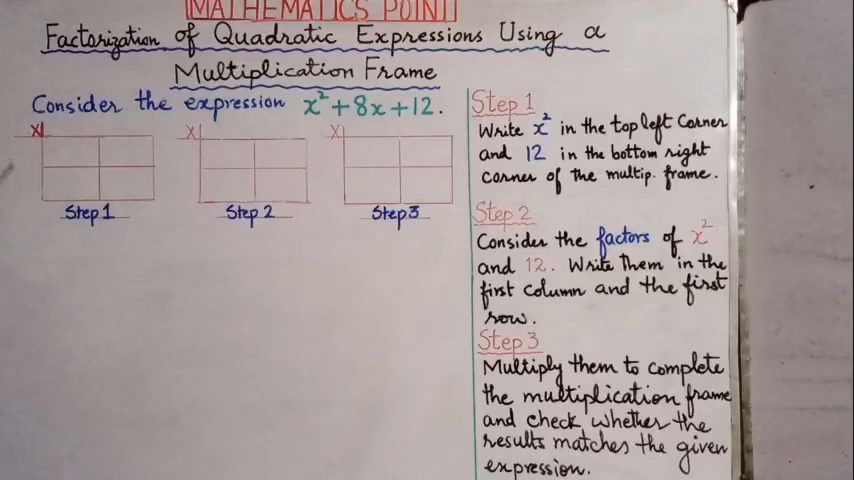 MATHEMATICS POINT
Factorization of Quadratic Expressions Using a
Multiplication Frame
Consider the expression x²+8x+12.
X
X
X
Step 1
Step 2
Step 3
Step 1
Write x² in the top left Corner
and 12 in the bottom right
corner of the multip. frame.
Step 2
Consider the factors of x²
and 12. Write them in the
first column and the first
row.
Step 3
Multiply them to complete
the multiplication frame
and check whether the
results matches the given
expression.